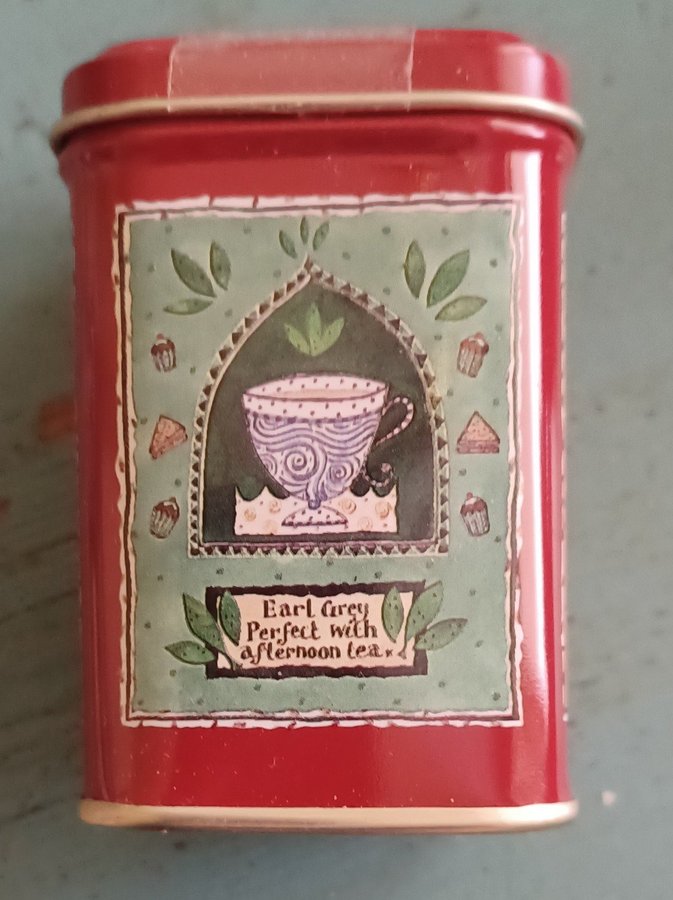 Earl Grey
Perfect with
afternoon tea.